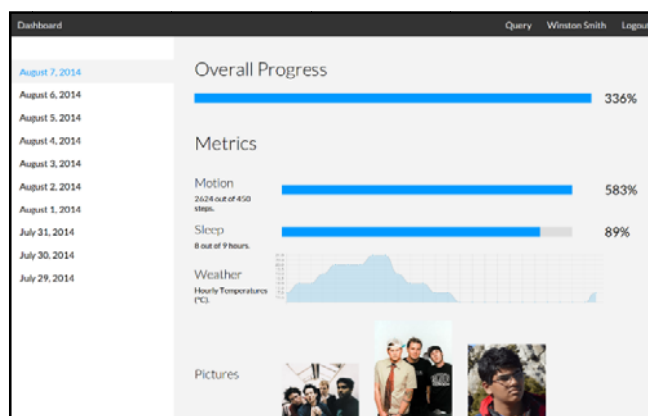 Dashboard
Query
Winston Smith
Logout
August 7, 2014
August 6, 2014
August 5, 2014
August 4, 2014
August 3, 2014
August 2, 2014
August 1, 2014
July 31, 2014
July 30, 2014
July 29, 2014
Overall Progress
336%
Metrics
Motion
2624 out of 450
steps.
583%
Sleep
8 out of 9 hours.
89%
Weather
Hourly Temperatures
(°C).
Pictures